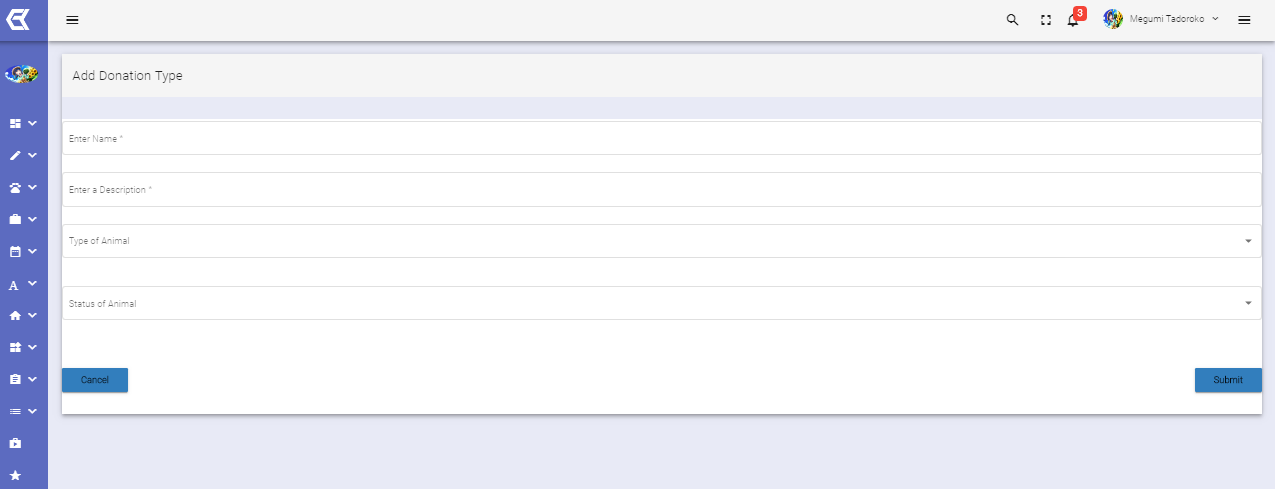 3
Megumi Tadoroko
Add Donation Type
Enter Name *
Enter a Description *
Type of Animal
Status of Animal
Cancel
Submit